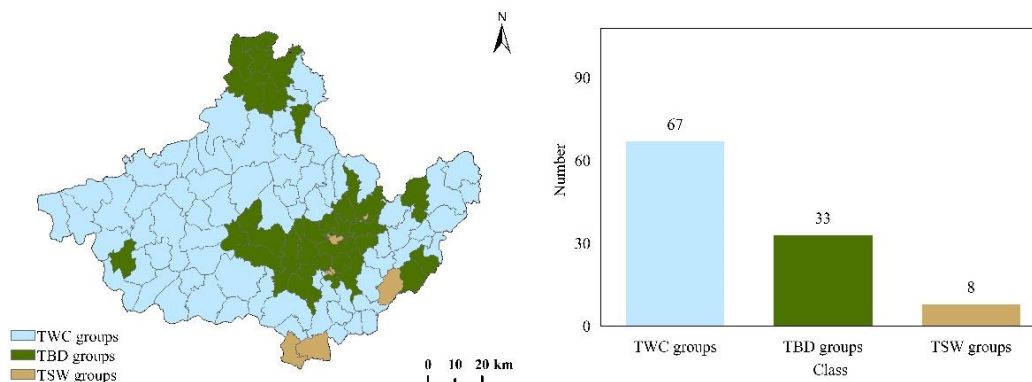 N
TWC groups
TBD groups
TSW groups
0 10 20 km
Number
90
60
30
0
67
33
8
TWC groups TBD groups TSW groups
Class